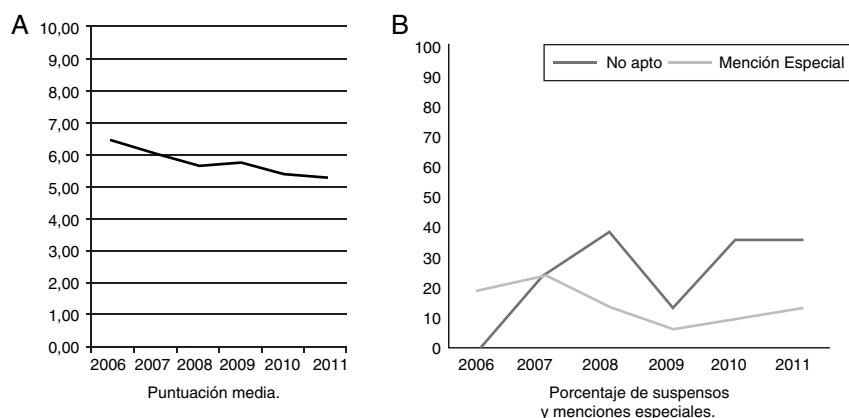 A
10,00
9,00
8,00
7,00
6,00
5,00
4,00
3,00
2,00
1,00
0,00
2006 2007 2008 2009 2010 2011
Puntuación media.
B
No apto Mención Especial
100
90
80
70
60
50
40
30
20
10
0
2006 2007 2008 2009 2010 2011
Porcentaje de suspensos
y menciones especiales.